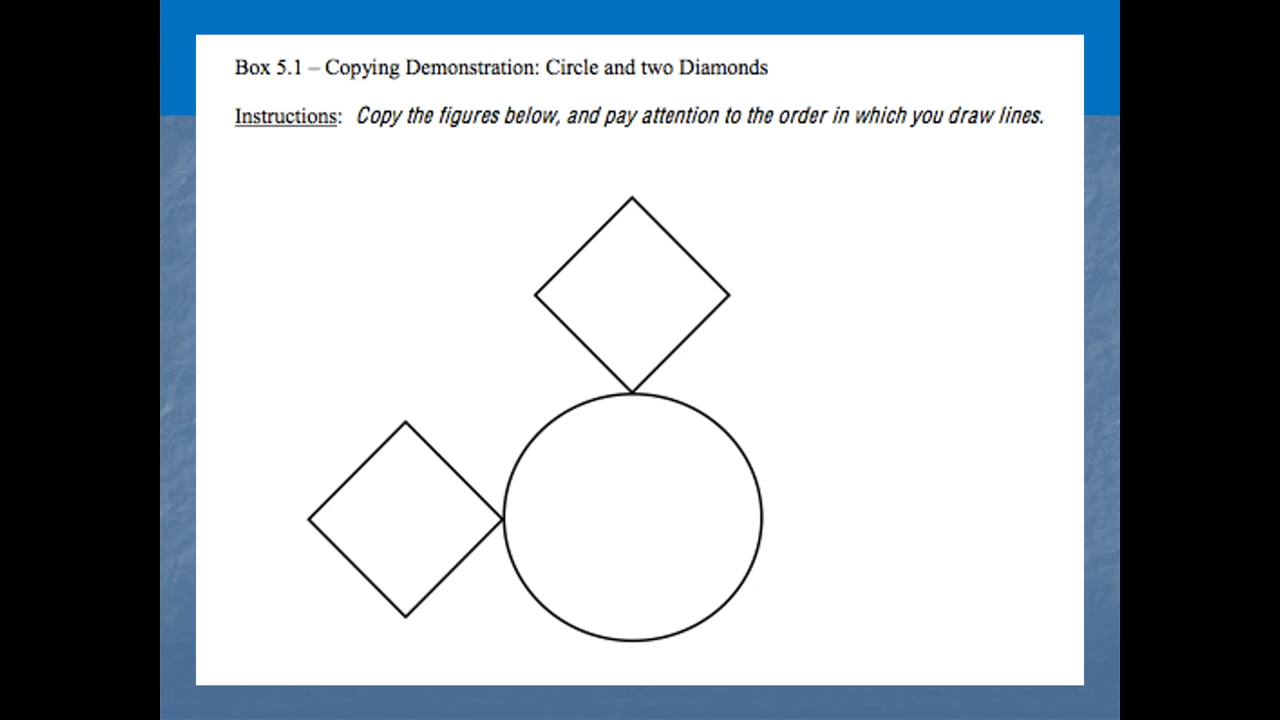 Box 5.1 – Copying Demonstration: Circle and two Diamonds
Instructions: Copy the figures below, and pay attention to the order in which you draw lines.